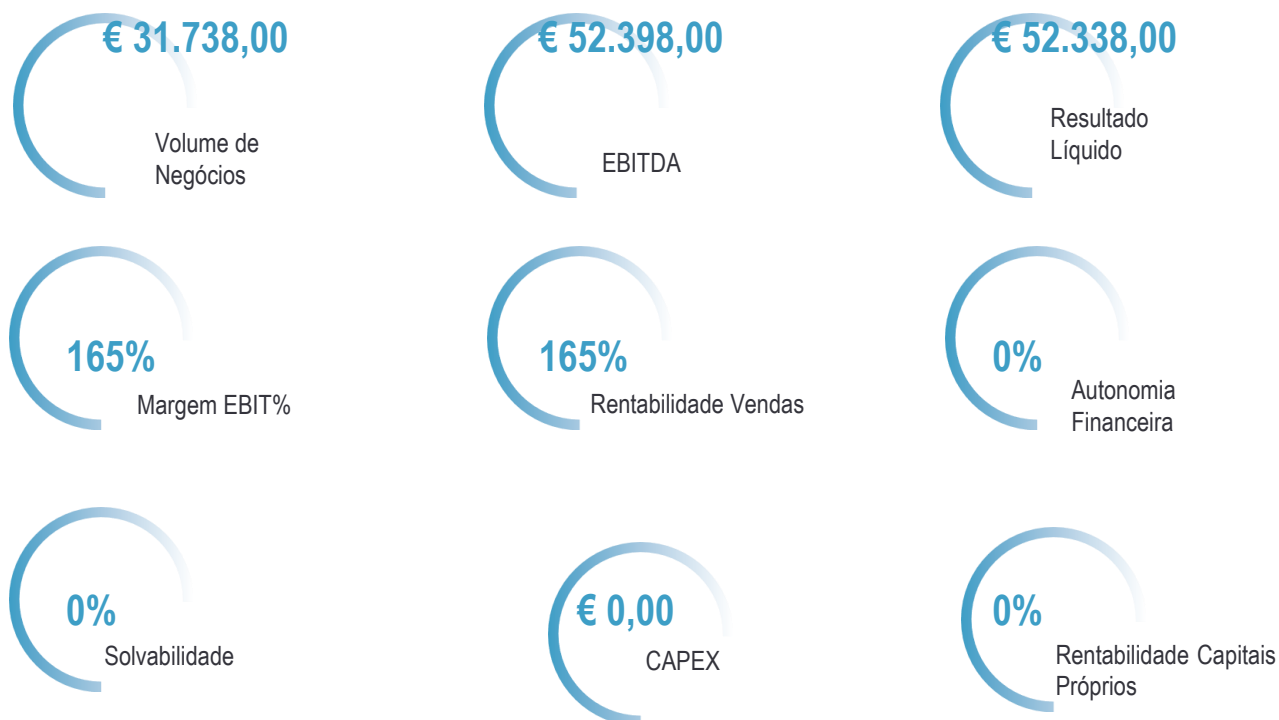 € 31.738,00
Volume de
Negócios
€ 52.398,00
EBITDA
€ 52.338,00
Resultado
Líquido
165%
Margem EBIT%
165%
Rentabilidade Vendas
0%
Autonomia
Financeira
0%
Solvabilidade
€ 0,00
CAPEX
0%
Rentabilidade Capitais
Próprios